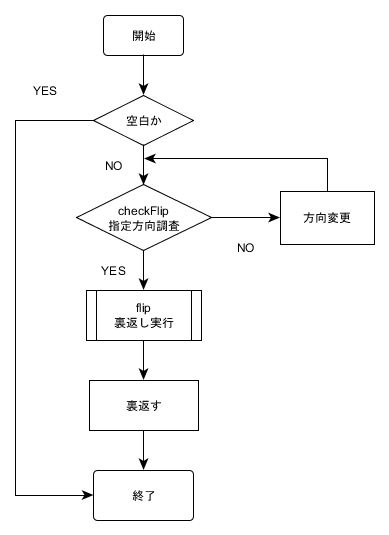 開始
YES
空白か
NO
checkFlip
指定方向調査
方向変更
NO
YES
flip
裏返し実行
裏返す
終了